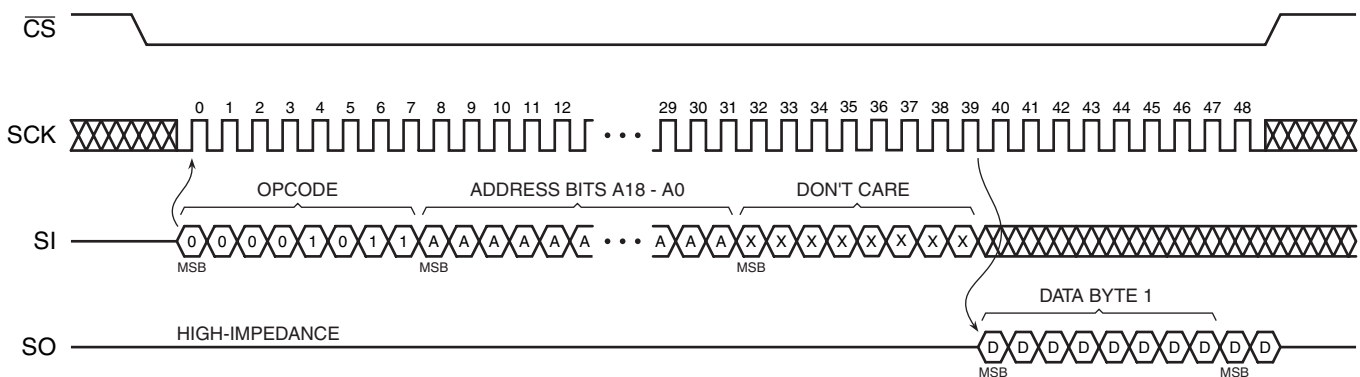 CS
SCK 0 1 2 3 4 5 6 7 8 9 10 11 12 • • • 29 30 31 32 33 34 35 36 37 38 39 40 41 42 43 44 45 46 47 48
OPCODE ADDRESS BITS A18 - A0 DON'T CARE
SI 0 0 0 0 1 0 1 1 A A A A A A • • • A A A X X X X X X X X
MSB MSB MSB
DATA BYTE 1
HIGH-IMPEDANCE
SO D D D D D D D D D D
MSB MSB